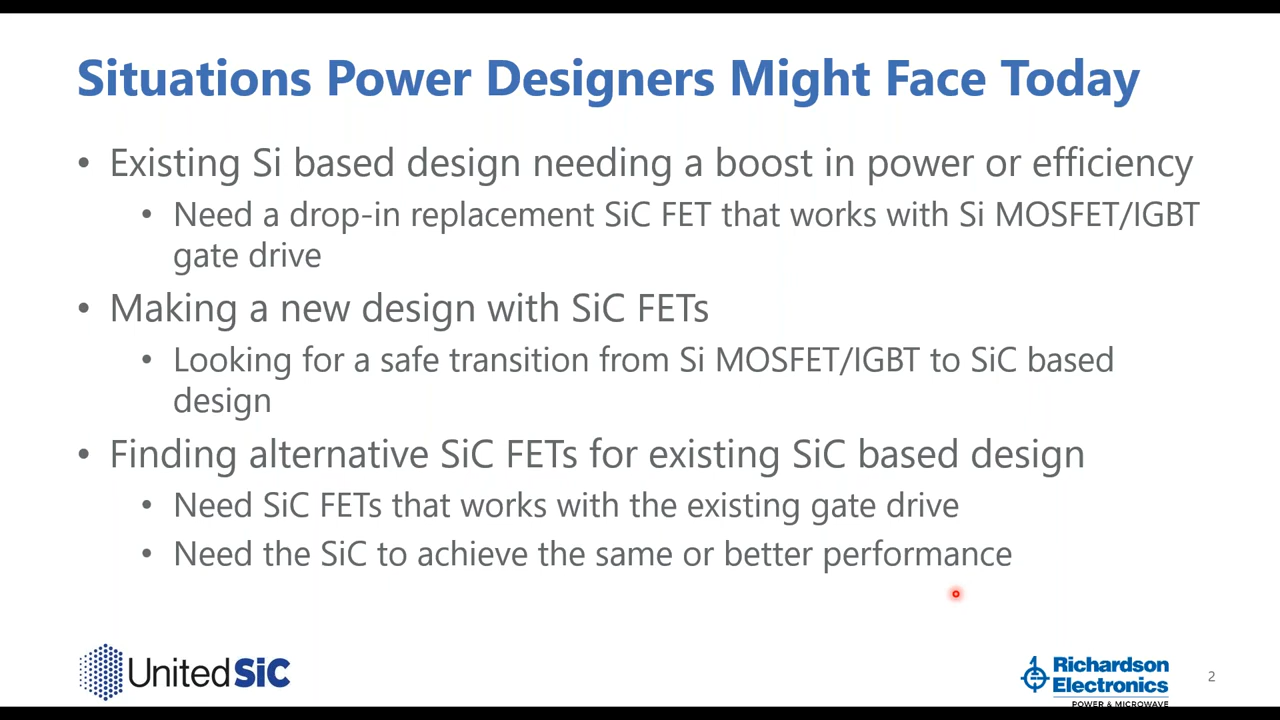 Situations Power Designers Might Face Today
• Existing Si based design needing a boost in power or efficiency
• Need a drop-in replacement SiC FET that works with Si MOSFET/IGBT
gate drive
• Making a new design with SiC FETs
• Looking for a safe transition from Si MOSFET/IGBT to SiC based
design
• Finding alternative SiC FETs for existing SiC based design
• Need SiC FETs that works with the existing gate drive
• Need the SiC to achieve the same or better performance
UnitedSiC
Richardson
Electronics
POWER & MICROWAVE
2